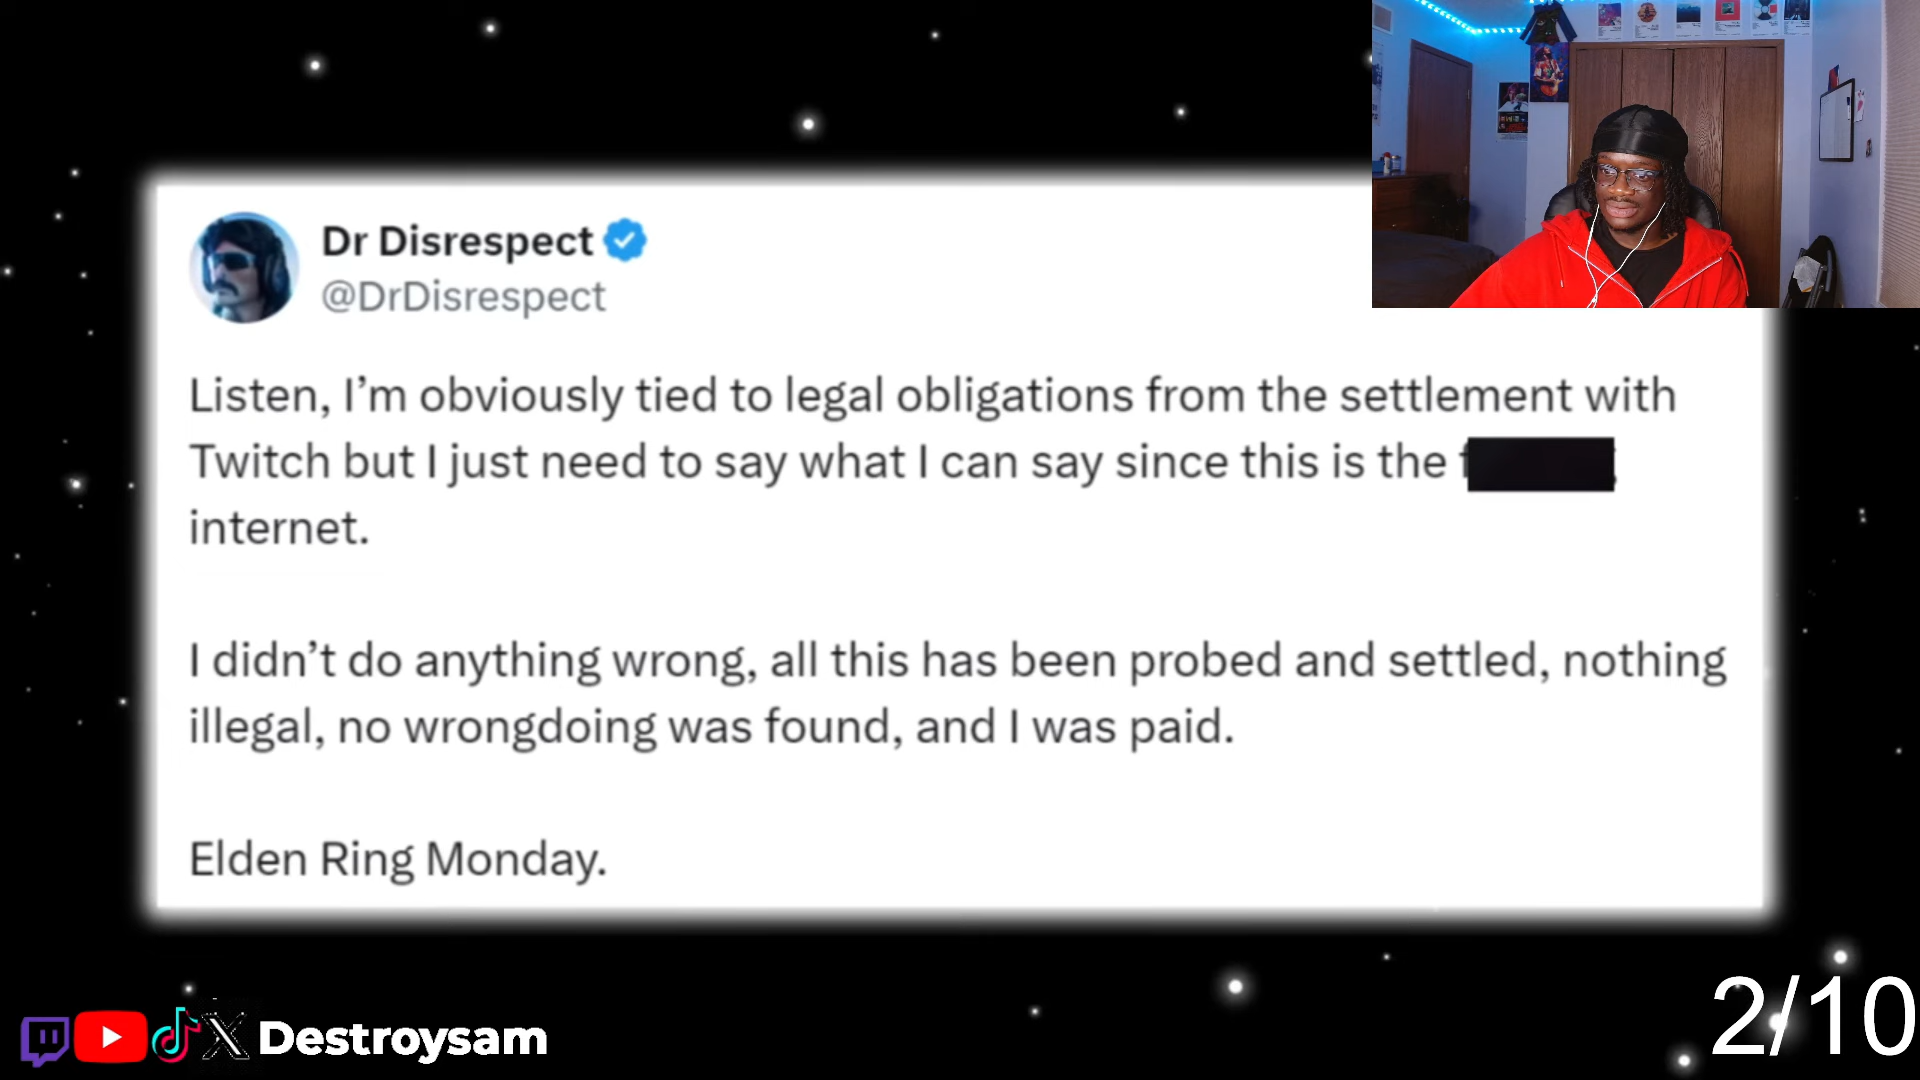 Dr Disrespect
@DrDisrespect
Listen, I’m obviously tied to legal obligations from the settlement with
Twitch but I just need to say what I can say since this is the
internet.
I didn’t do anything wrong, all this has been probed and settled, nothing
illegal, no wrongdoing was found, and I was paid.
Elden Ring Monday.
Destroysam
2/10